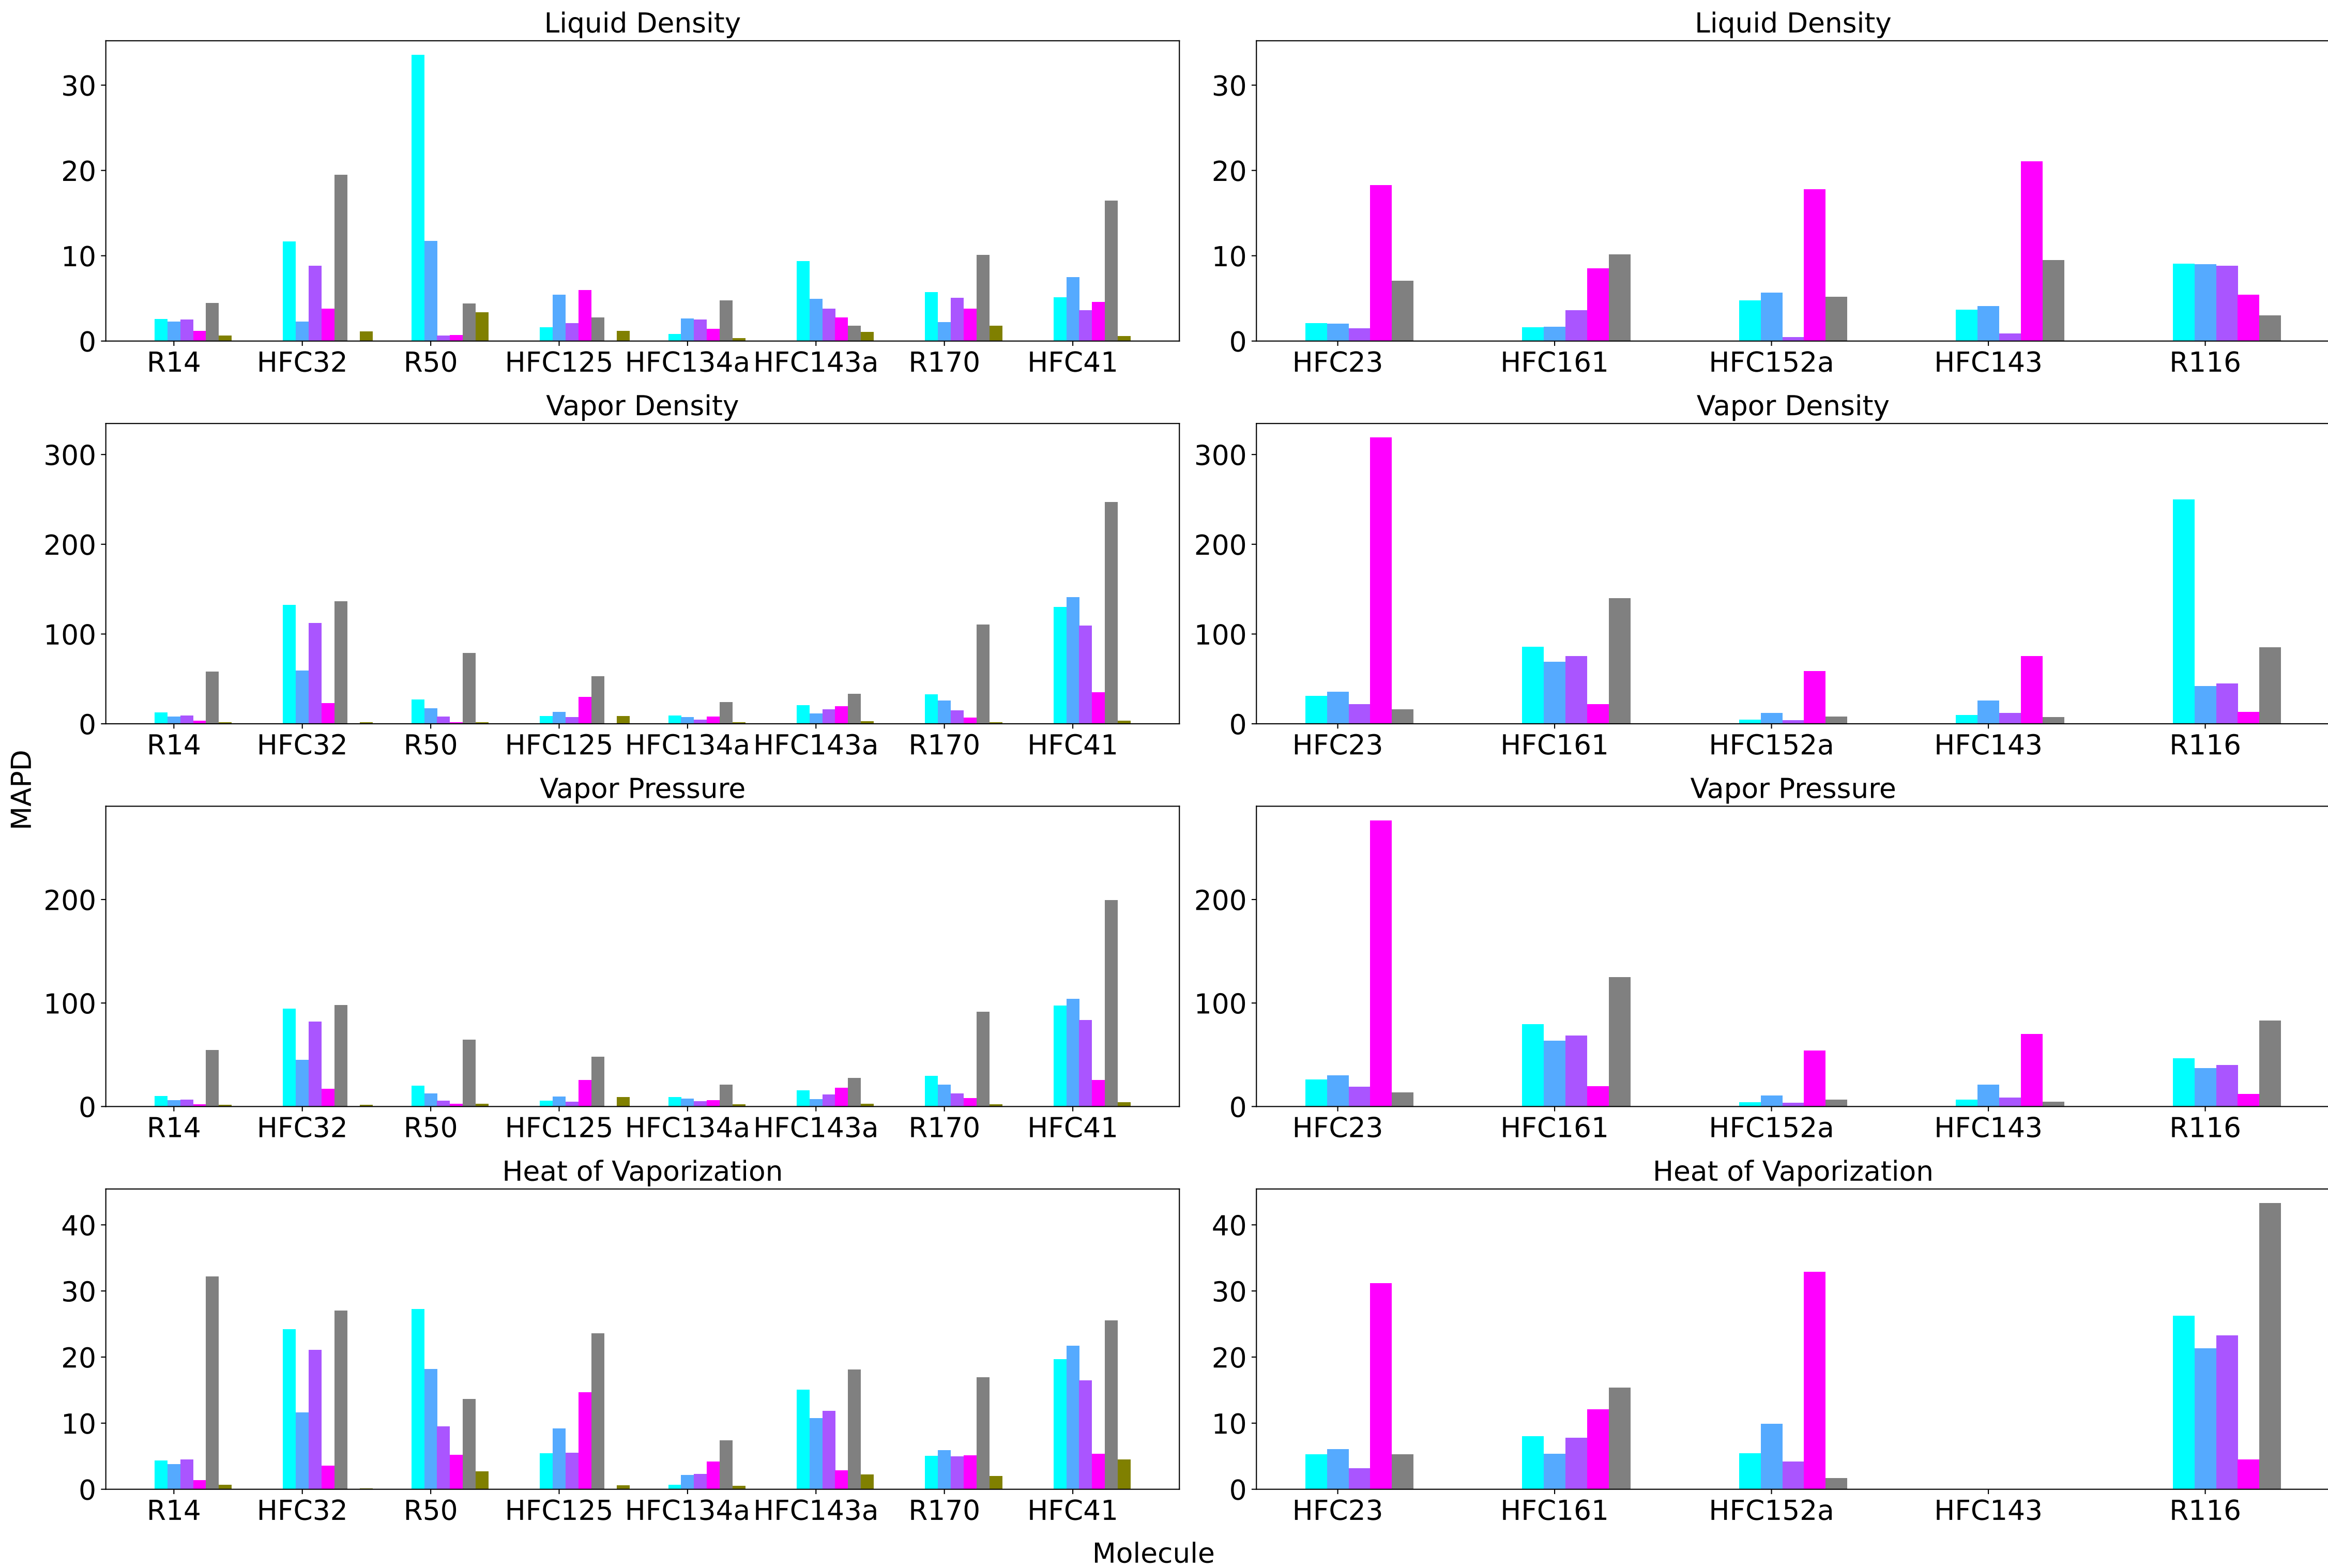 Liquid Density
30
20
10
0
R14 HFC32 R50 HFC125 HFC134a HFC143a R170 HFC41
Liquid Density
30
20
10
0
HFC23 HFC161 HFC152a HFC143 R116
Vapor Density
300
200
100
0
R14 HFC32 R50 HFC125 HFC134a HFC143a R170 HFC41
Vapor Density
300
200
100
0
HFC23 HFC161 HFC152a HFC143 R116
MAPD
Vapor Pressure
200
100
0
R14 HFC32 R50 HFC125 HFC134a HFC143a R170 HFC41
Vapor Pressure
200
100
0
HFC23 HFC161 HFC152a HFC143 R116
Heat of Vaporization
40
30
20
10
0
R14 HFC32 R50 HFC125 HFC134a HFC143a R170 HFC41
Heat of Vaporization
40
30
20
10
0
HFC23 HFC161 HFC152a HFC143 R116
Molecule